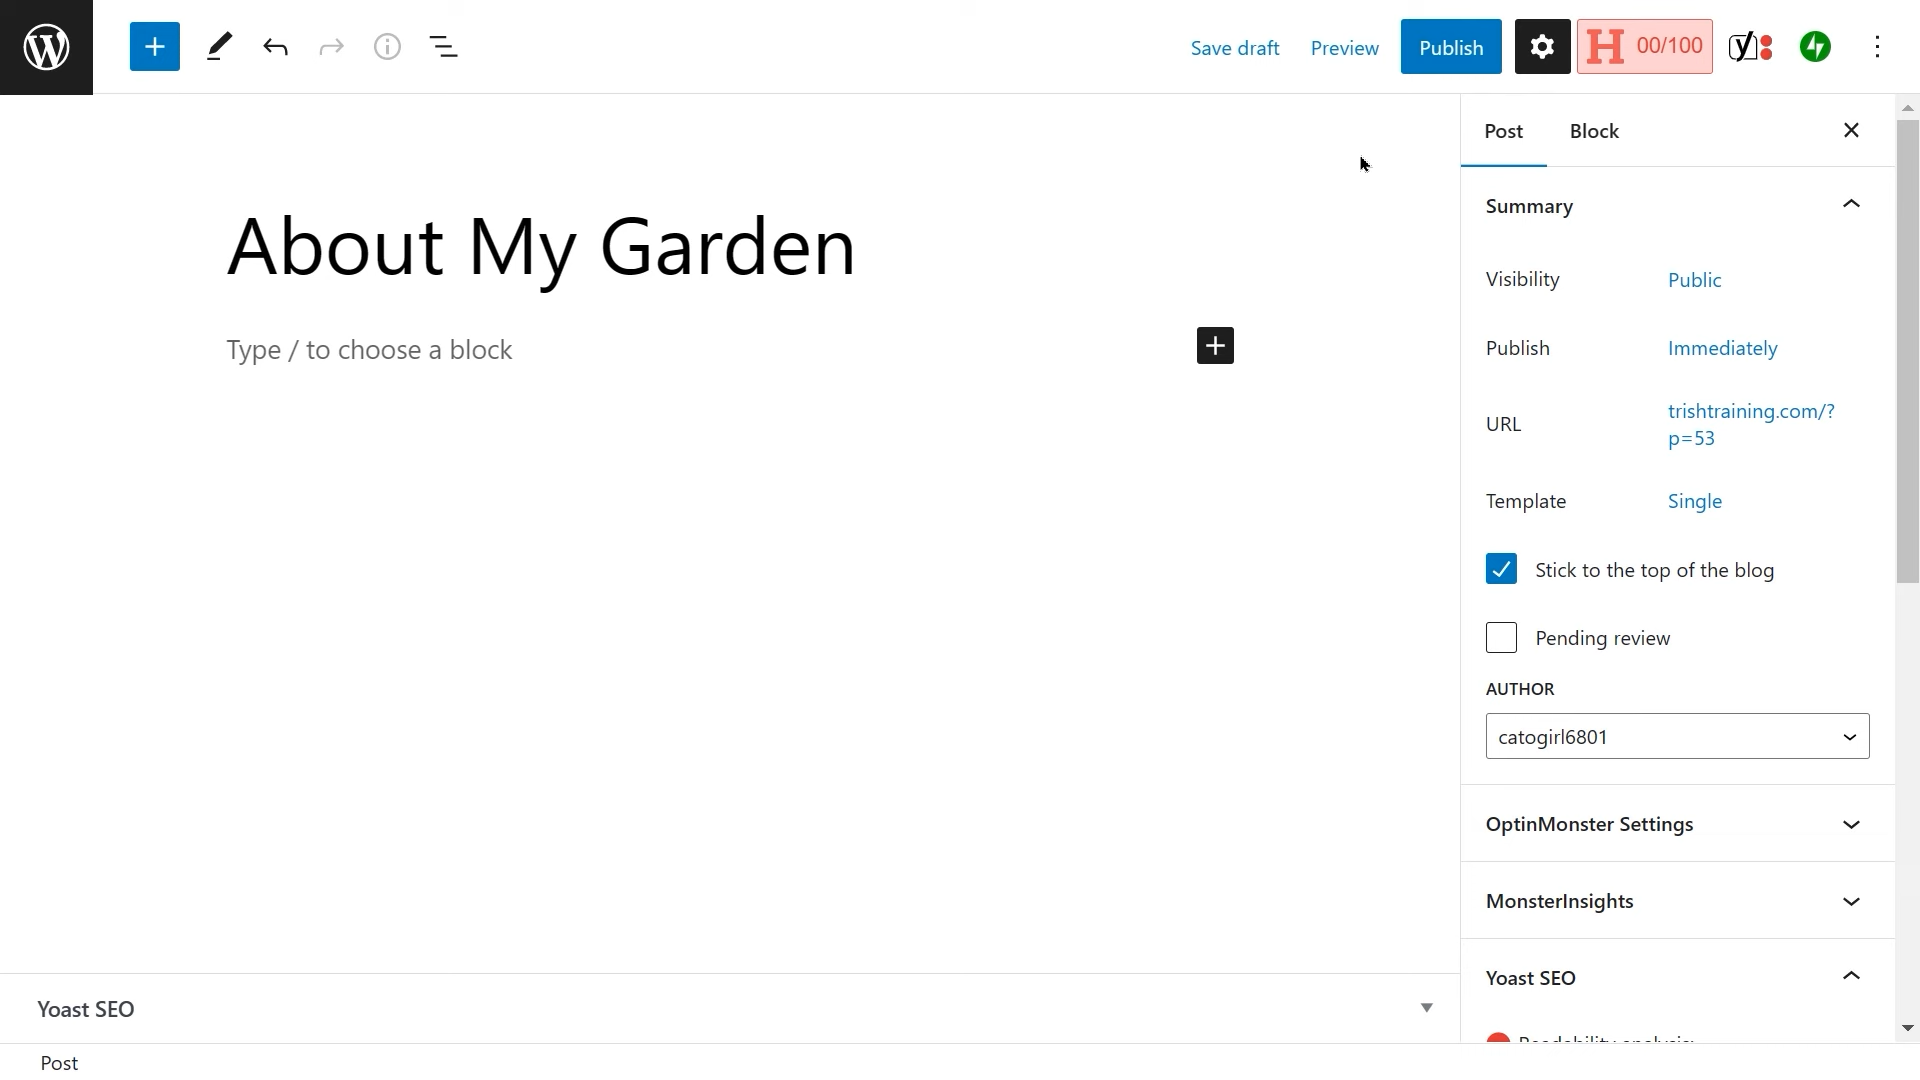 Save draft
Preview
Publish
H 00/100
Post
Block
About My Garden
Type / to choose a block
Summary
Visibility
Public
Publish
Immediately
URL
trishtraining.com/?
p=53
Template
Single
Stick to the top of the blog
Pending review
AUTHOR
catogirl6801
OptinMonster Settings
MonsterInsights
Yoast SEO
Readability analysis:
Yoast SEO
Post